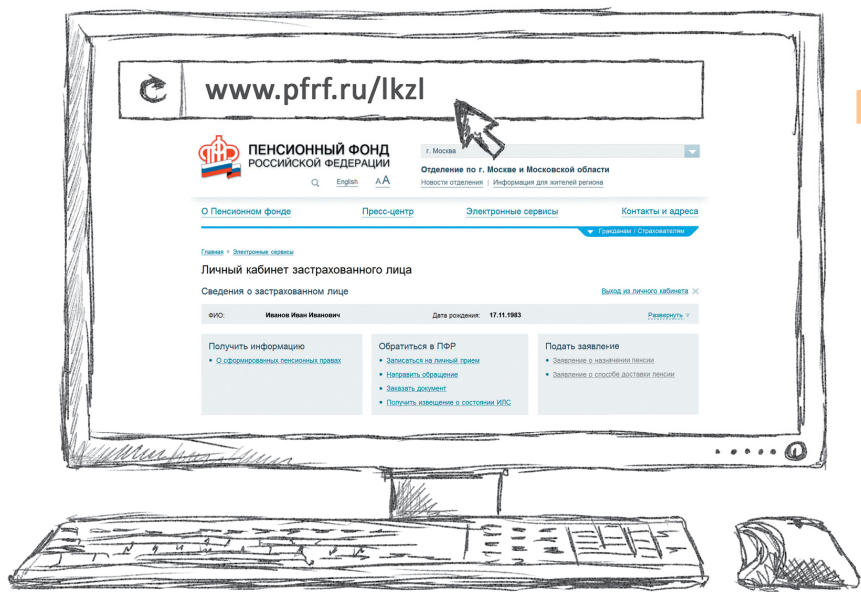 www.pfrf.ru/lkzl
ПЕНСИОННЫЙ ФОНД
РОССИЙСКОЙ ФЕДЕРАЦИИ
English АА
г. Москва
Отделение по г. Москве и Московской области
Новости отделения | Информация для жителей региона
О Пенсионном фонде Пресс-центр Электронные сервисы Контакты и адреса
Гражданам / Страхователям
Главная » Электронные сервисы
Личный кабинет застрахованного лица
Сведения о застрахованном лице Выход из личного кабинета
ФИО: Иванов Иван Иванович Дата рождения: 17.11.1983 Развернуть
Получить информацию
• О сформированных пенсионных правах
Обратиться в ПФР
• Записаться на личный прием
• Направить обращение
• Заказать документ
• Получить извещение о состоянии ИЛС
Подать заявление
• Заявление о назначении пенсии
• Заявление о способе доставки пенсии